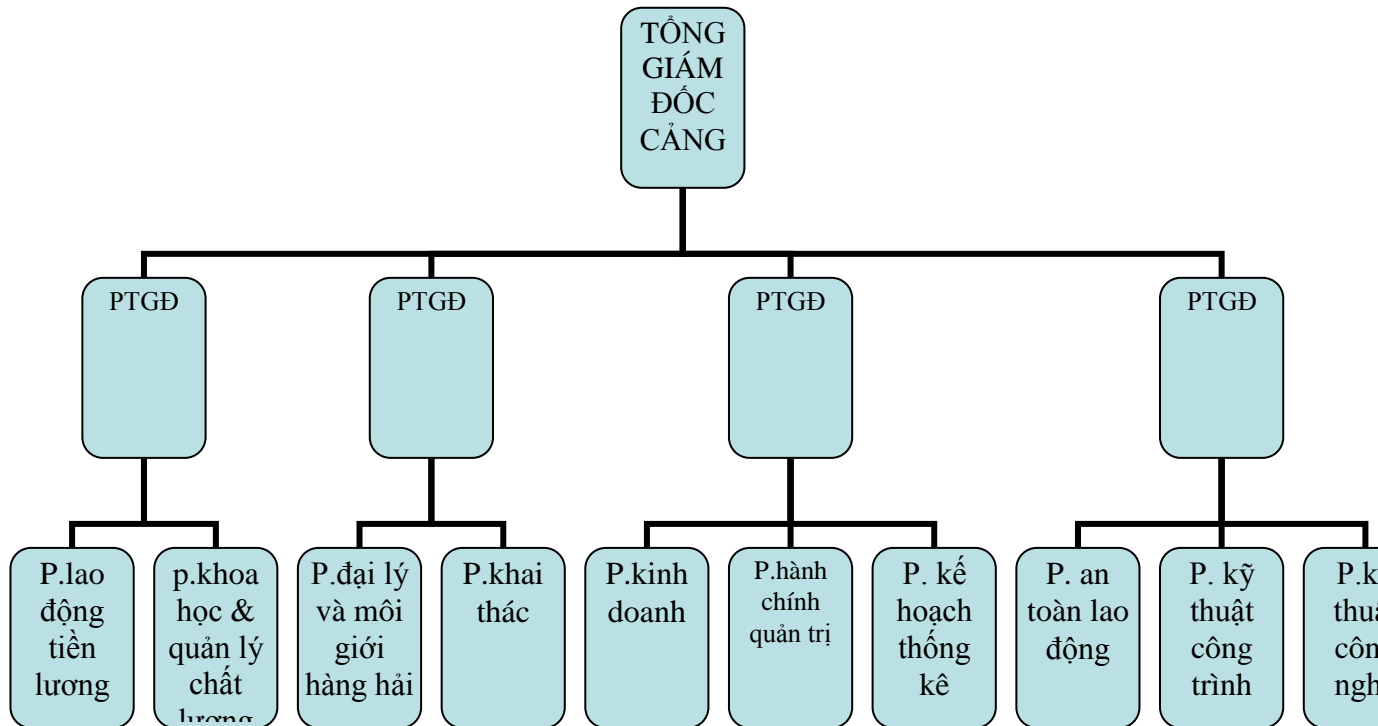 TỔNG
GIÁM
ĐỐC
CẢNG
PTGĐ
PTGĐ
PTGĐ
PTGĐ
P.lao
động
tiền
lương
p.khoa
học &
quản lý
chất
P.đại lý
và môi
giới
hàng hải
P.khai
thác
P.kinh
doanh
P.hành
chính
quản trị
P. kế
hoạch
thống
kê
P. an
toàn lao
động
P. kỹ
thuật
công
trình